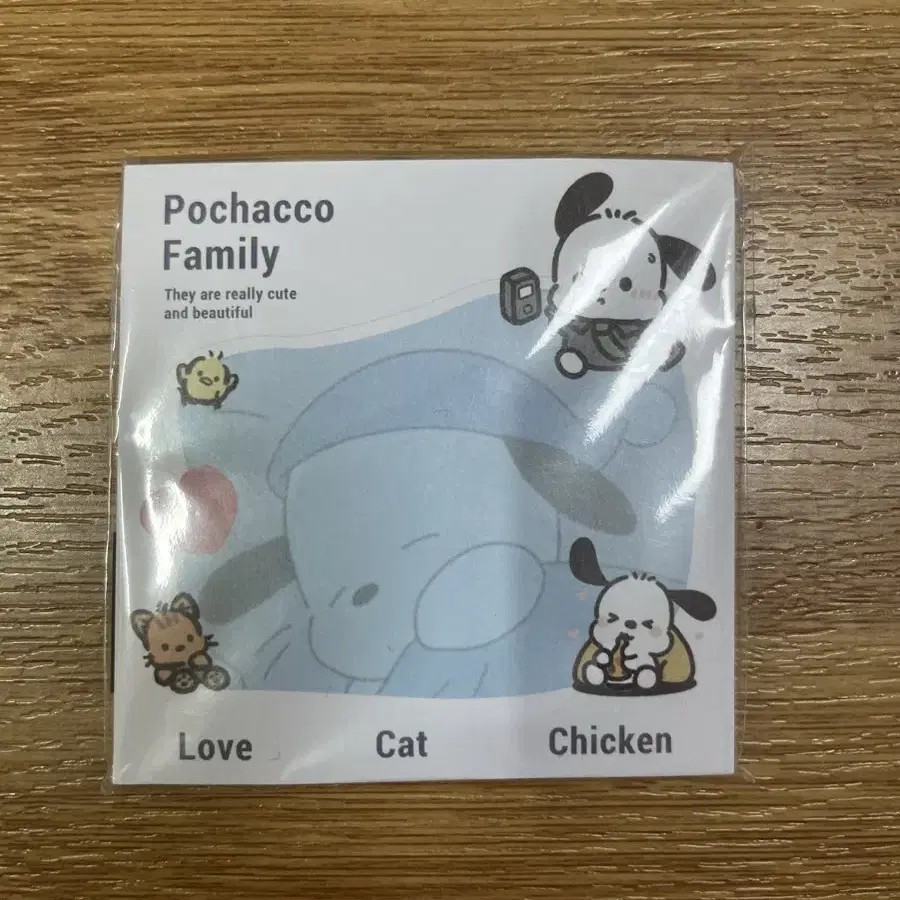 Pochacco
Family
They are really cute
and beautiful
Love Cat Chicken